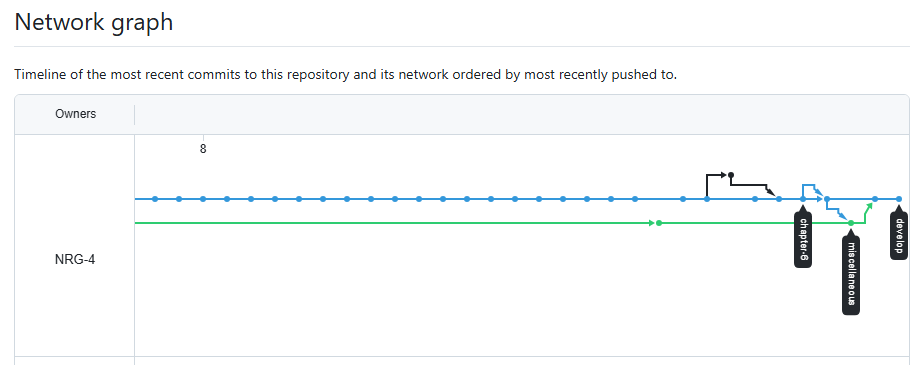 Network graph
Timeline of the most recent commits to this repository and its network ordered by most recently pushed to.
Owners
8
NRG-4
chapter-6
miscellaneous
develop